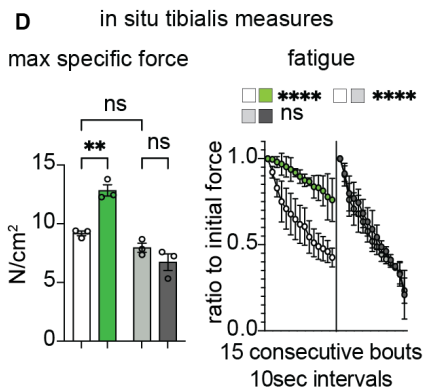 D
in situ tibialis measures
max specific force
fatigue
**** ****
ns
ns
** ns
15
10
5
0
N/cm²
1.0
0.5
0.0
ratio to initial force
15 consecutive bouts
10sec intervals